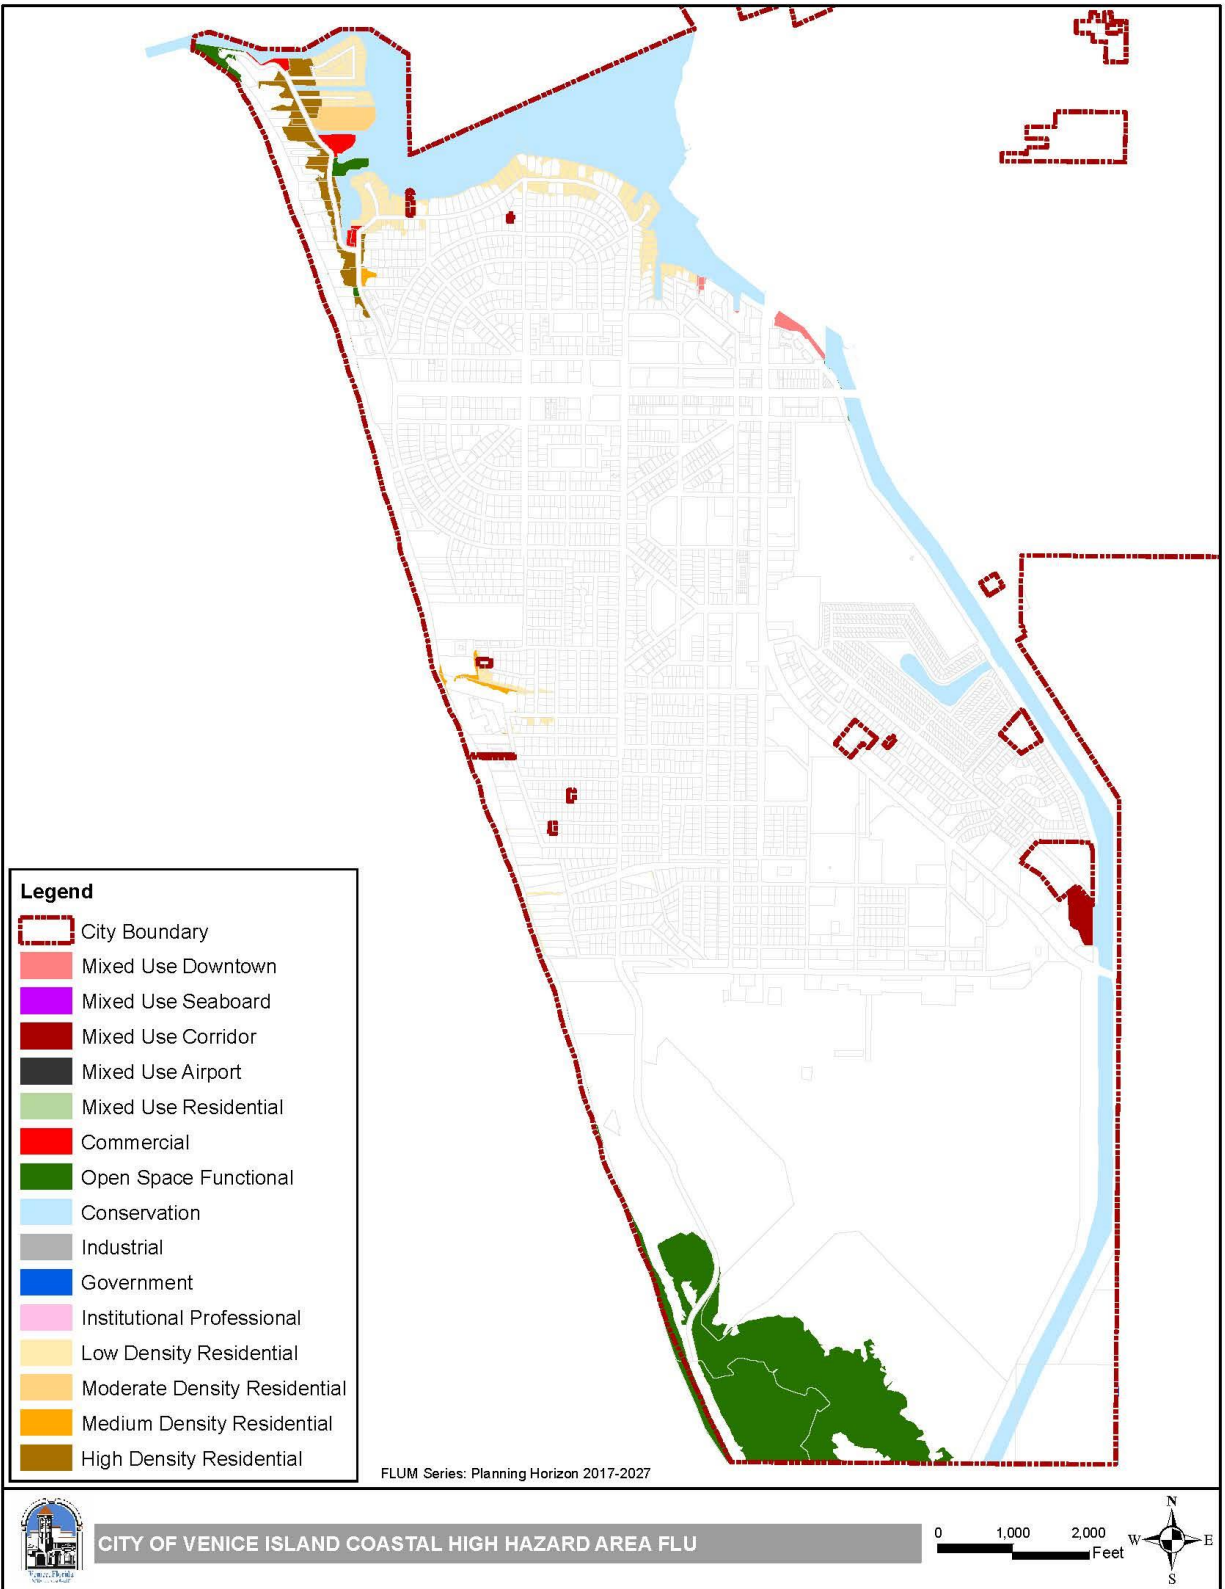 Legend
City Boundary
Mixed Use Downtown
Mixed Use Seaboard
Mixed Use Corridor
Mixed Use Airport
Mixed Use Residential
Commercial
Open Space Functional
Conservation
Industrial
Government
Institutional Professional
Low Density Residential
Moderate Density Residential
Medium Density Residential
High Density Residential
FLUM Series: Planning Horizon 2017-2027
Venice, Florida
CITY OF VENICE ISLAND COASTAL HIGH HAZARD AREA FLU
0 1,000 2,000
Feet
N
W E
S